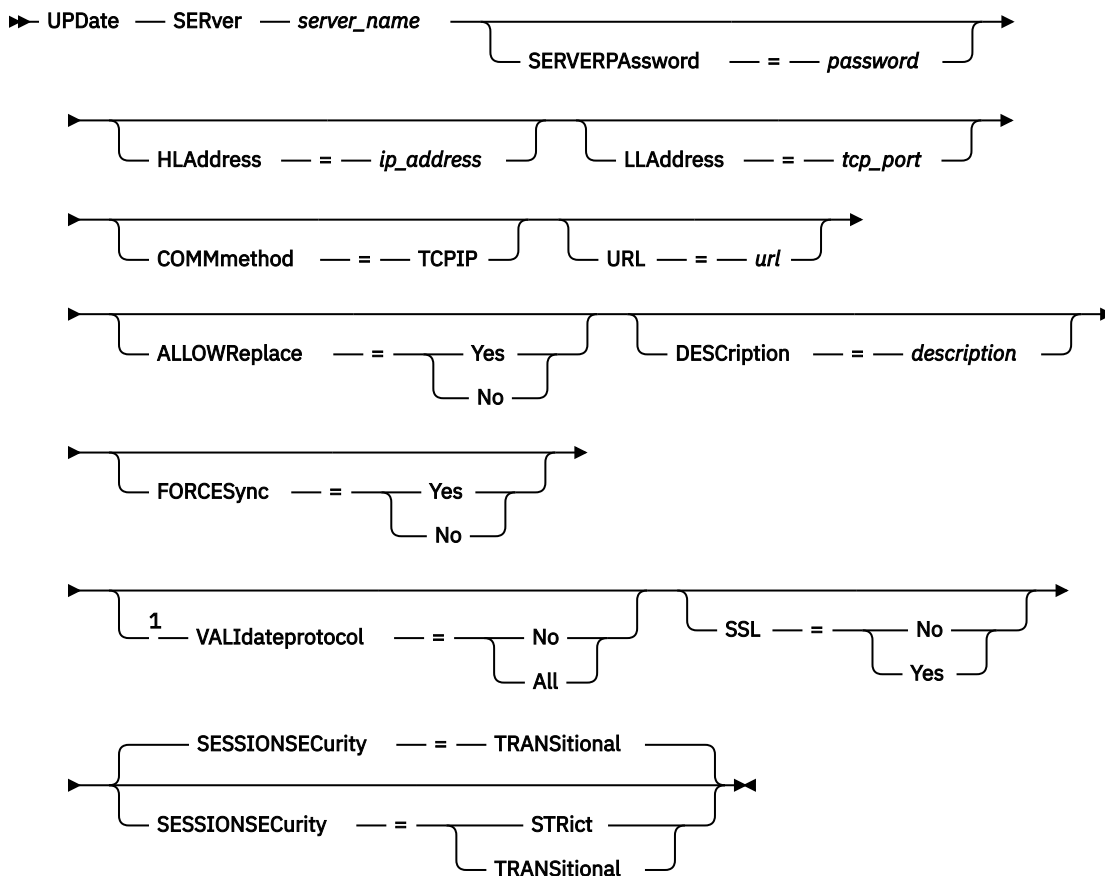 UPDate SERver server_name
SERVERPAssword = password
HLAddress = ip_address LLAddress = tcp_port
COMMmethod = TCPIP URL = url
ALLOWReplace = Yes DESCription = description
No
FORCESync = Yes
No
1 VALIdateprotocol = No SSL = No
All Yes
SESSIONSECurity = TRANSitional
SESSIONSECurity = STRict
TRANSitional